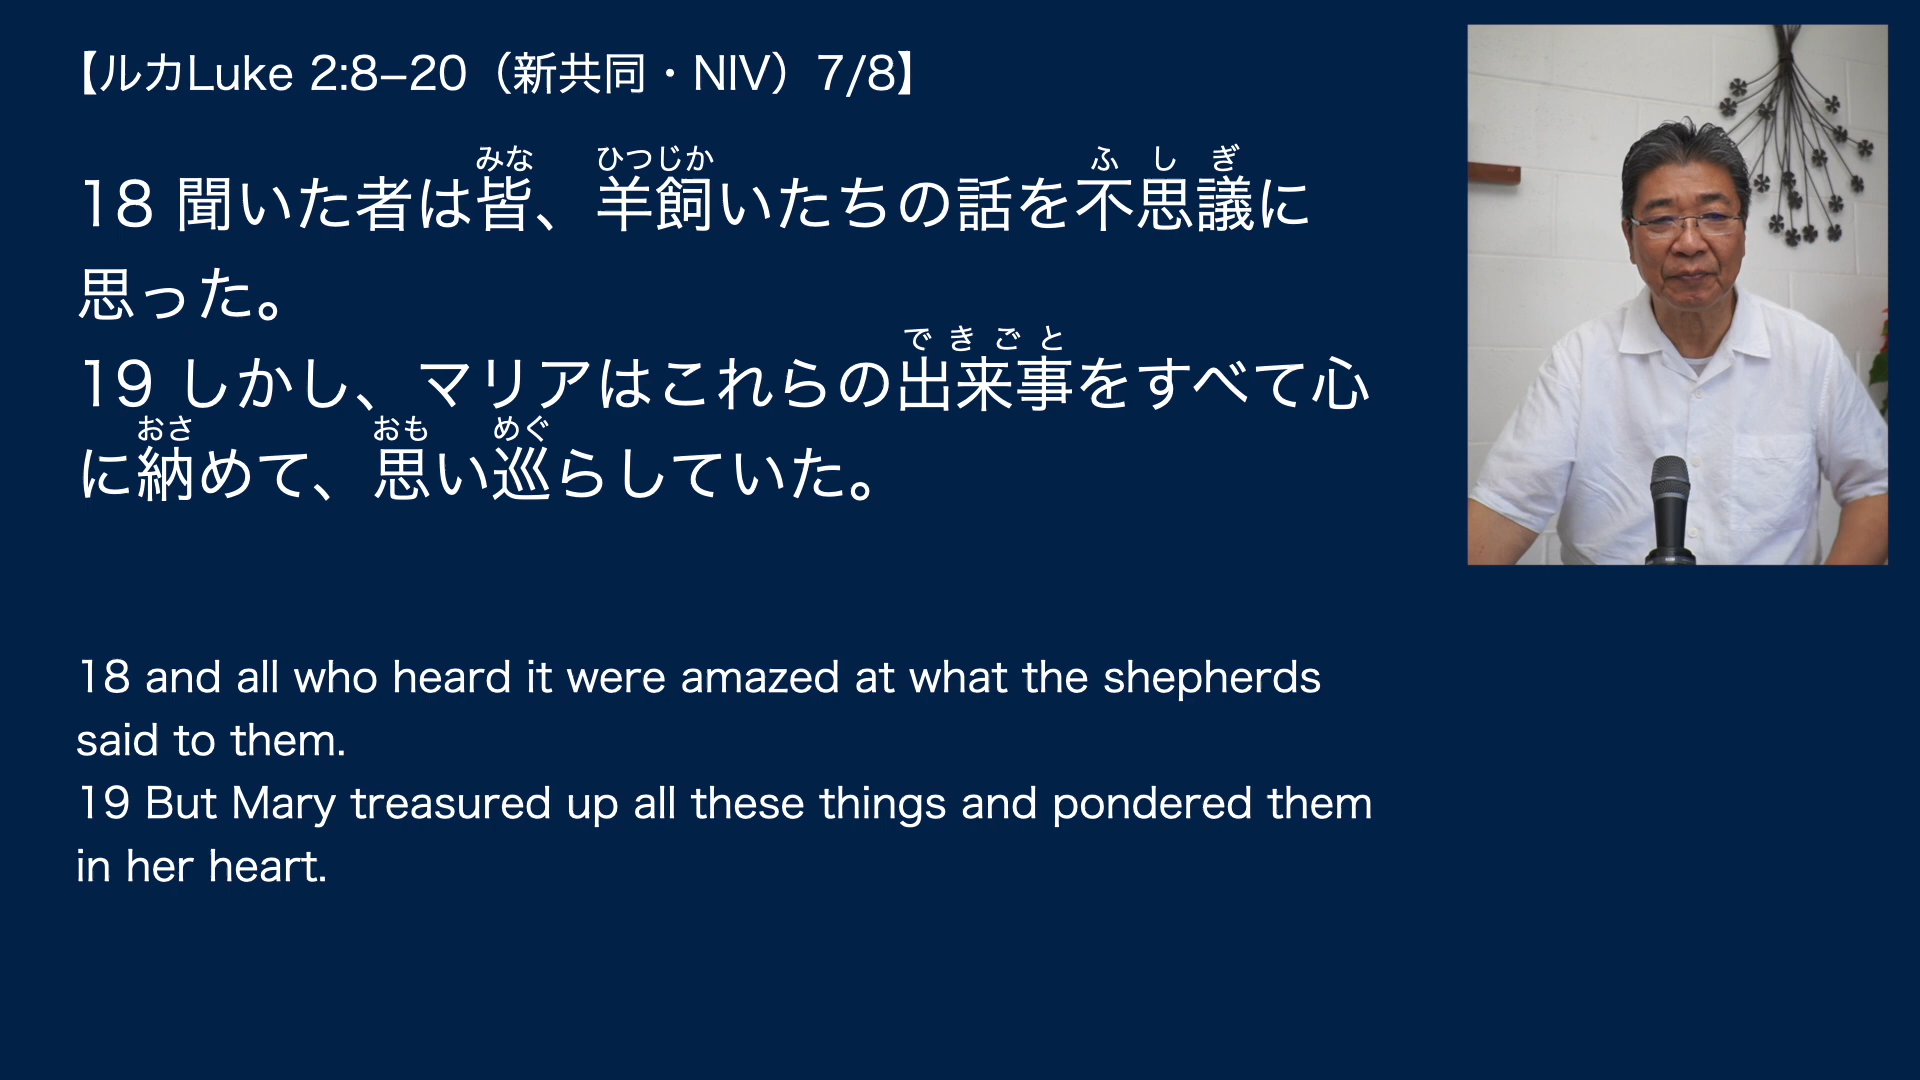 【ルカLuke 2:8–20（新共同・NIV）7/8】
みな ひつじか ふ し ぎ
18 聞いた者は皆、羊飼いたちの話を不思議に
思った。
で き ご と
19 しかし、マリアはこれらの出来事をすべて心
おさ おも めぐ
に納めて、思い巡らしていた。
18 and all who heard it were amazed at what the shepherds
said to them.
19 But Mary treasured up all these things and pondered them
in her heart.